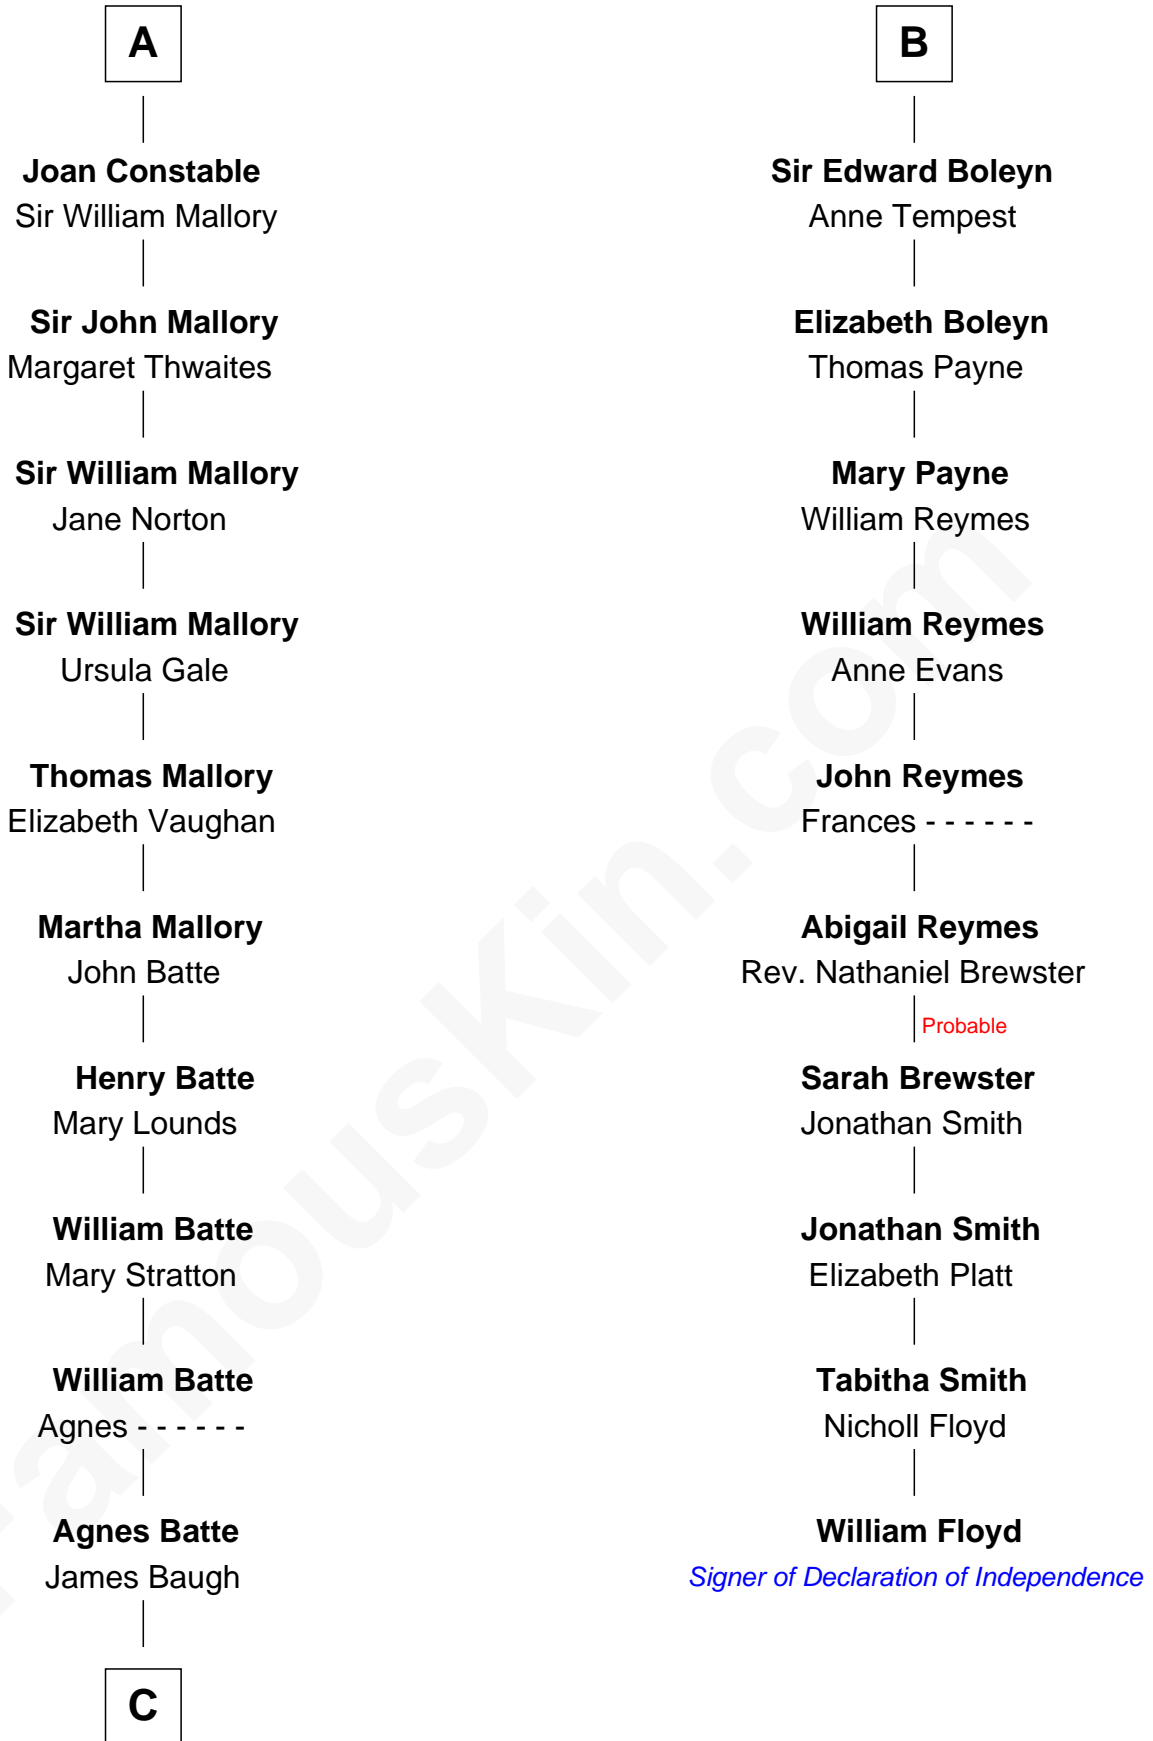 A
Joan Constable
Sir William Mallory
Sir John Mallory
Margaret Thwaites
Sir William Mallory
Jane Norton
Sir William Mallory
Ursula Gale
Thomas Mallory
Elizabeth Vaughan
Martha Mallory
John Batte
Henry Batte
Mary Lounds
William Batte
Mary Stratton
William Batte
Agnes - - - - - -
Agnes Batte
James Baugh
C
B
Sir Edward Boleyn
Anne Tempest
Elizabeth Boleyn
Thomas Payne
Mary Payne
William Reymes
William Reymes
Anne Evans
John Reymes
Frances - - - - - -
Abigail Reymes
Rev. Nathaniel Brewster
Probable
Sarah Brewster
Jonathan Smith
Jonathan Smith
Elizabeth Platt
Tabitha Smith
Nicholl Floyd
William Floyd
Signer of Declaration of Independence
FamousKin.com